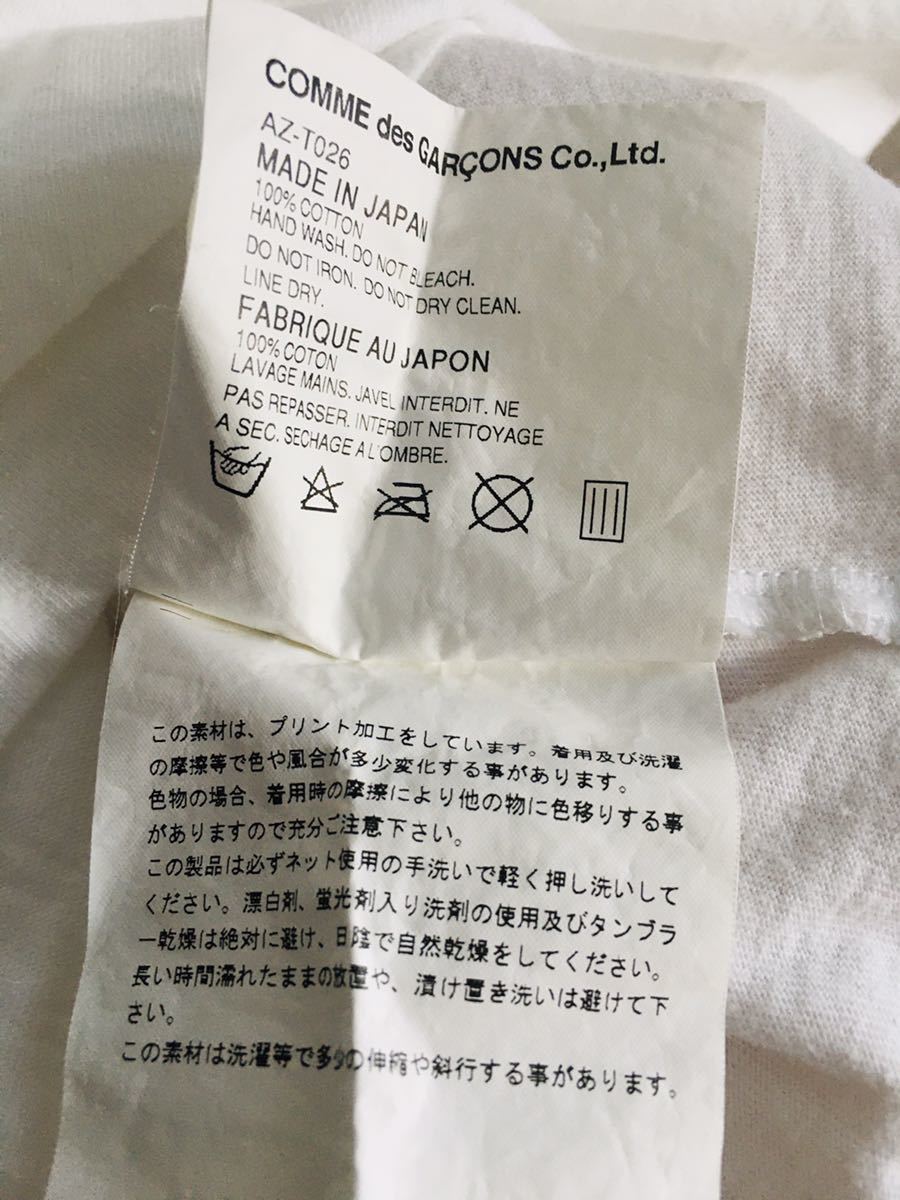 COMME des GARÇONS Co.,Ltd.
AZ-T026
MADE IN JAPAN
100% COTTON
HAND WASH. DO NOT BLEACH.
DO NOT IRON. DO NOT DRY CLEAN.
LINE DRY.
FABRIQUE AU JAPON
100% COTON
LAVAGE MAINS. JAVEL INTERDIT. NE
PAS REPASSER. INTERDIT NETTOYAGE
A SEC. SECHAGE A L'OMBRE.
この素材は、プリント加工をしています。着用及び洗濯
の摩擦等で色や風合が多少変化する事があります。
色物の場合、着用時の摩擦により他の物に色移りする事
がありますので充分ご注意下さい。
この製品は必ずネット使用の手洗いで軽く押し洗いして
ください。漂白剤、蛍光剤入り洗剤の使用及びタンブラ
ー乾燥は絶対に避け、日陰で自然乾燥をしてください。
長い時間濡れたままの放置や、漬け置き洗いは避けて下
さい。
この素材は洗濯等で多少の伸縮や斜行する事があります。